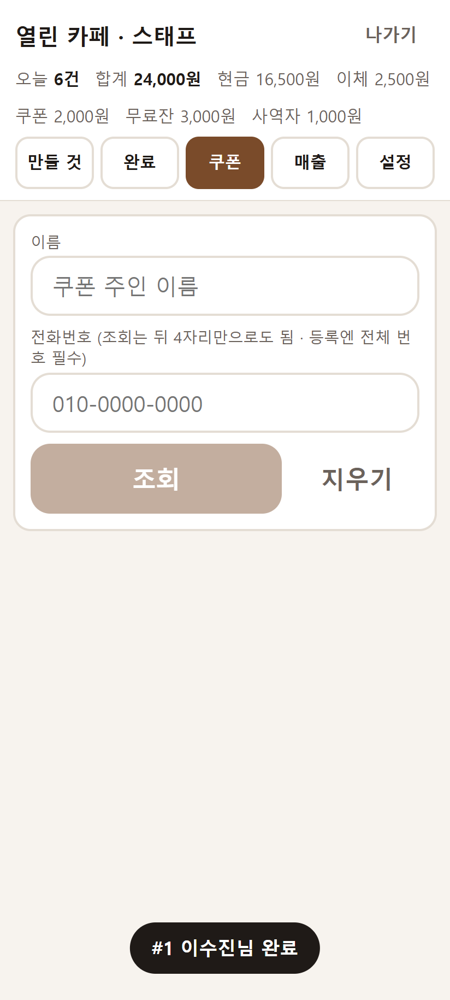 열린 카페 · 스태프
나가기
오늘 6건 합계 24,000원 현금 16,500원 이체 2,500원
쿠폰 2,000원 무료잔 3,000원 사역자 1,000원
만들 것
완료
쿠폰
매출
설정
이름
쿠폰 주인 이름
전화번호 (조회는 뒤 4자리만으로도 됨 · 등록엔 전체 번
호 필수)
010-0000-0000
조회
지우기
#1 이수진님 완료